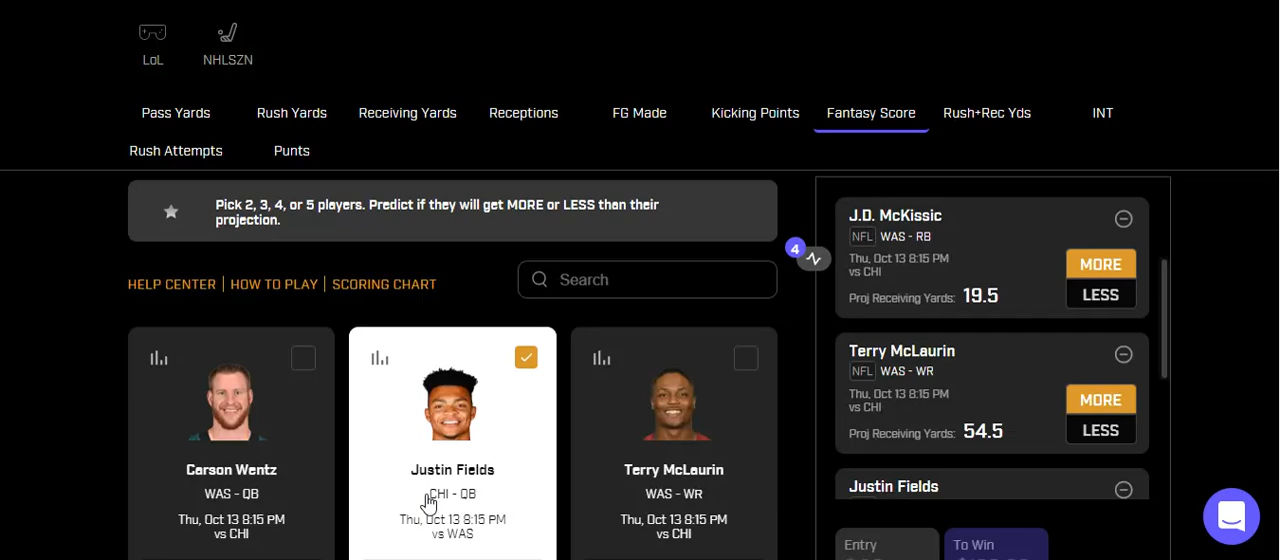 LoL
NHLSZN
Pass Yards
Rush Yards
Receiving Yards
Receptions
FG Made
Kicking Points
Fantasy Score
Rush+Rec Yds
INT
Rush Attempts
Punts
Pick 2, 3, 4, or 5 players. Predict if they will get MORE or LESS than their
projection.
HELP CENTER | HOW TO PLAY | SCORING CHART
Search
Carson Wentz
WAS - QB
Thu, Oct 13 8:15 PM
vs CHI
Justin Fields
CHI - QB
Thu, Oct 13 8:15 PM
vs WAS
Terry McLaurin
WAS - WR
Thu, Oct 13 8:15 PM
vs CHI
4
J.D. McKissic
NFL WAS - RB
Thu, Oct 13 8:15 PM
vs CHI
Proj Receiving Yards: 19.5
MORE
LESS
Terry McLaurin
NFL WAS - WR
Thu, Oct 13 8:15 PM
vs CHI
Proj Receiving Yards: 54.5
MORE
LESS
Justin Fields
Entry
To Win